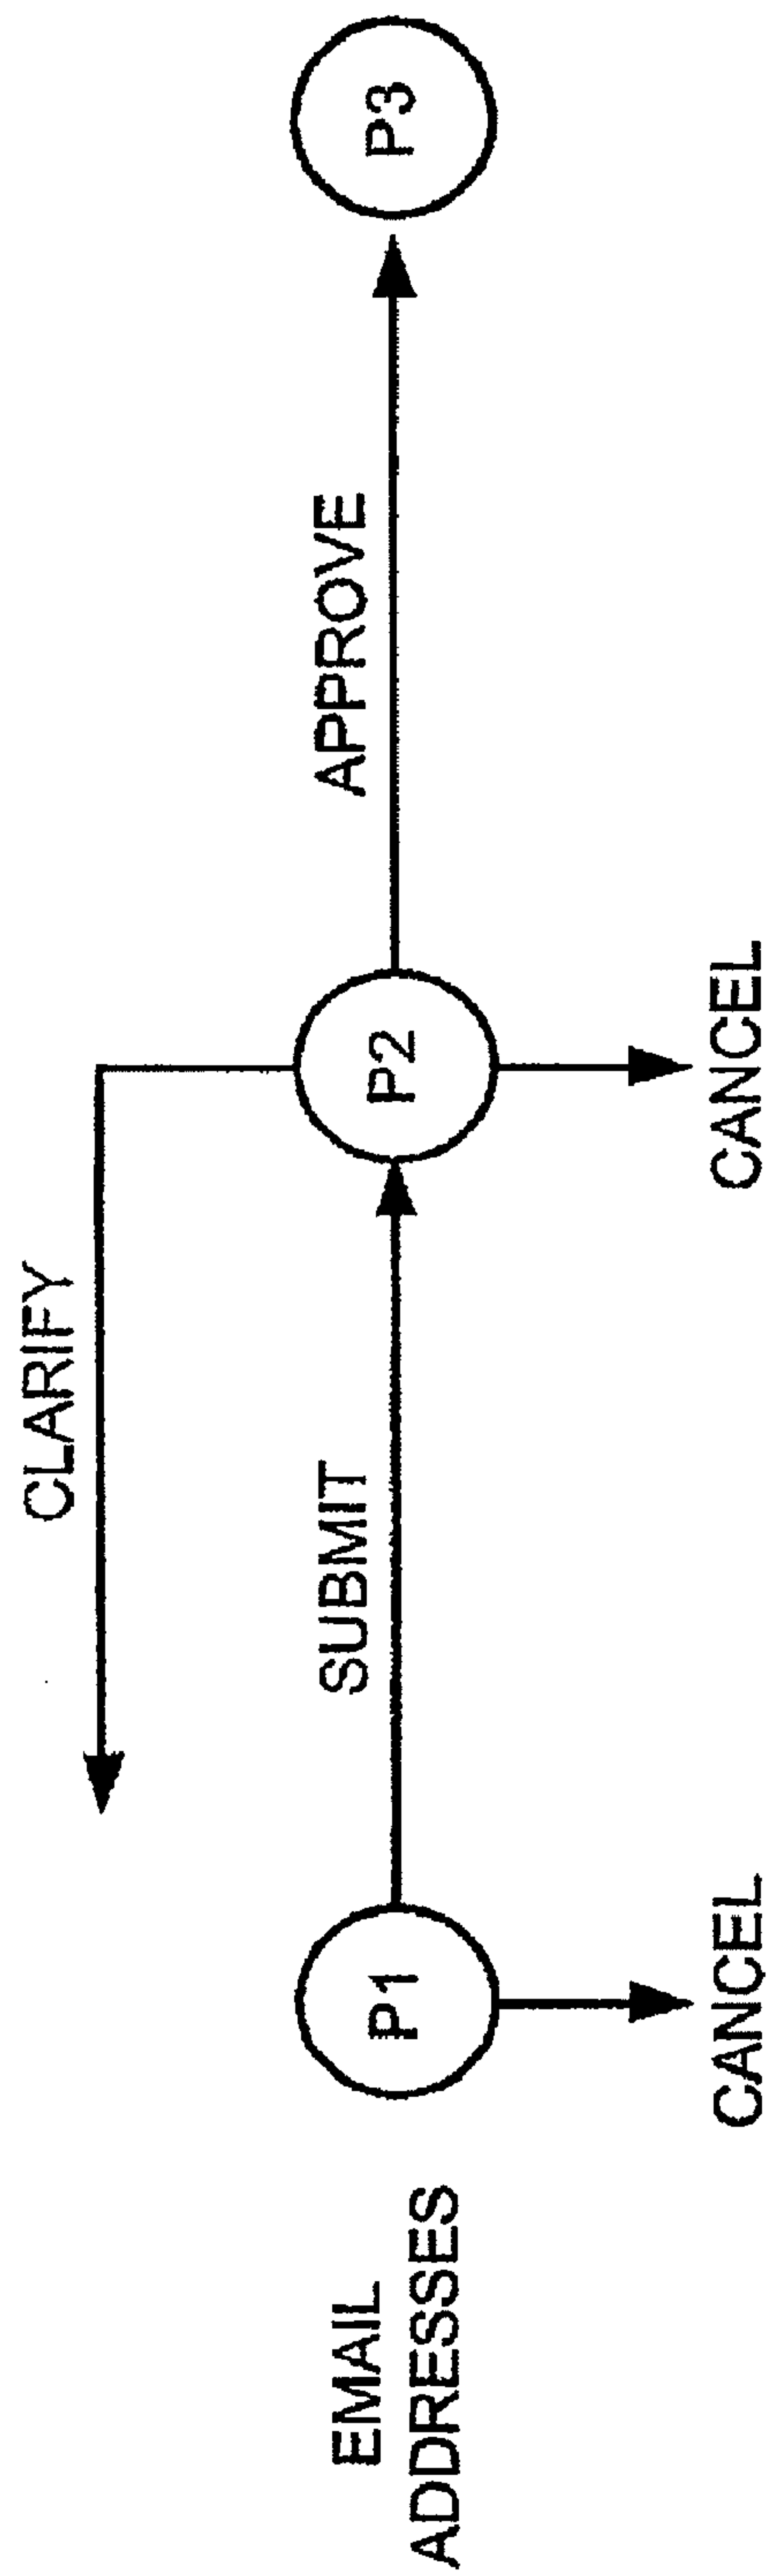 CLARIFY
EMAIL
ADDRESSES
P1
SUBMIT
P2
APPROVE
P3
CANCEL
CANCEL